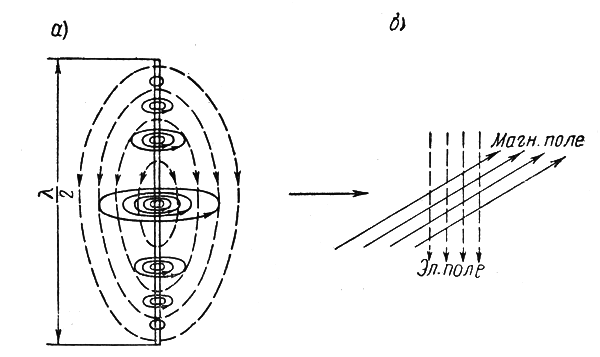 а)
в)
λ
2
Магн. поле
Эл. поле